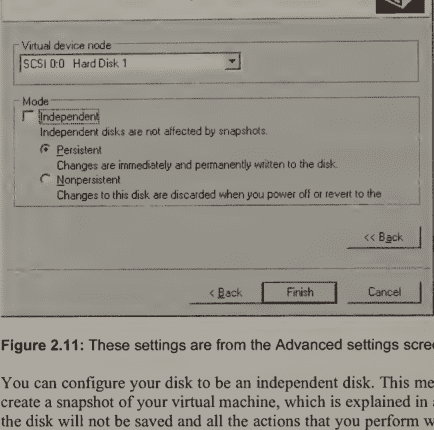 Virtual device node
SCSI 0:0 Hard Disk 1
Mode
Independent
Independent disks are not affected by snapshots.
Persistent
Changes are immediately and permanently written to the disk.
Nonpersistent
Changes to this disk are discarded when you power off or revert to the
<< Back
< Back
Finish
Cancel
Figure 2.11: These settings are from the Advanced settings scree
You can configure your disk to be an independent disk. This me
create a snapshot of your virtual machine, which is explained in
the disk will not be saved and all the actions that you perform w